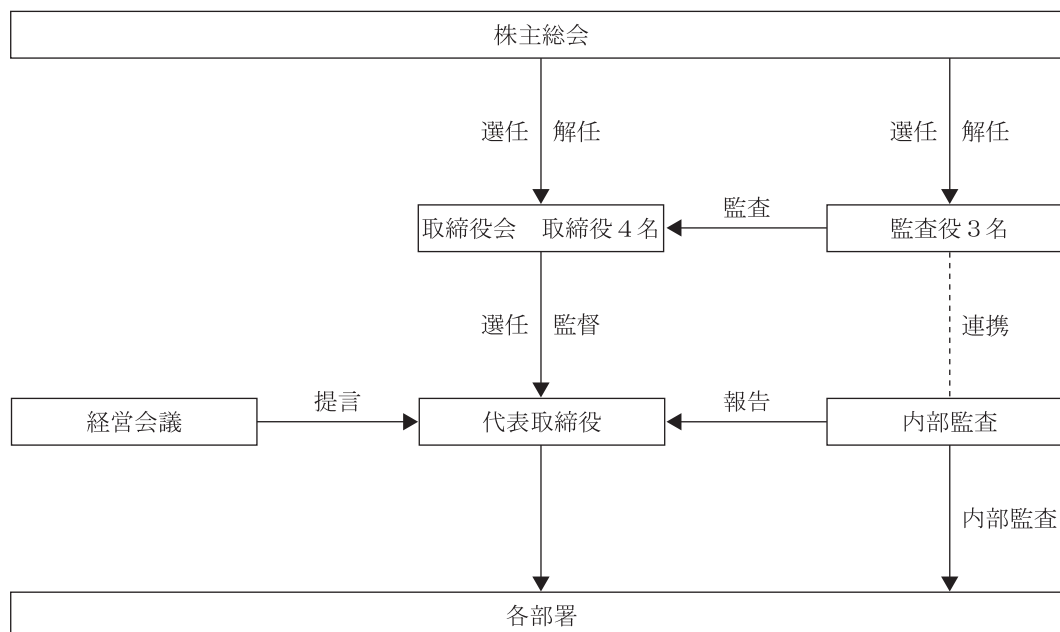 株主総会
選任 解任
選任 解任
取締役会　取締役４名
監査
監査役３名
選任 監督
連携
経営会議
提言
代表取締役
報告
内部監査
内部監査
各部署